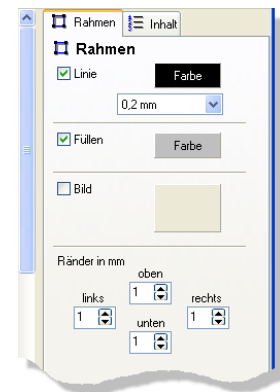 Rahmen Inhalt
Rahmen
Linie Farbe
0,2 mm
Füllen Farbe
Bild
Ränder in mm
oben
1
links rechts
1 1
unten
1